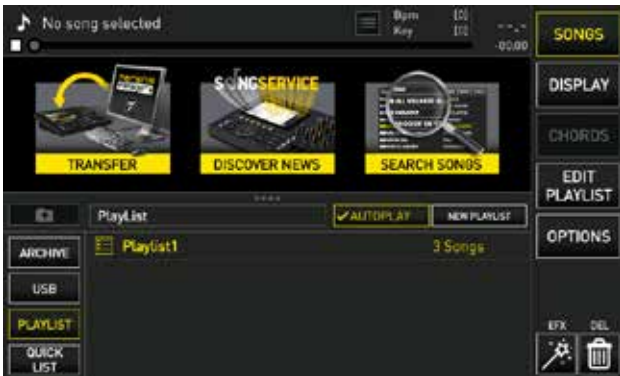 No song selected
Bpm [0]
Key [0]
--.-
-00:00
SONGS
DISPLAY
CHORDS
EDIT
PLAYLIST
OPTIONS
SONGSERVICE
TRANSFER
DISCOVER NEWS
SEARCH SONGS
PlayList
AUTOPLAY
NEW PLAYLIST
ARCHIVE
USB
PLAYLIST
QUICK
LIST
Playlist1
3 Songs
EFX
DEL